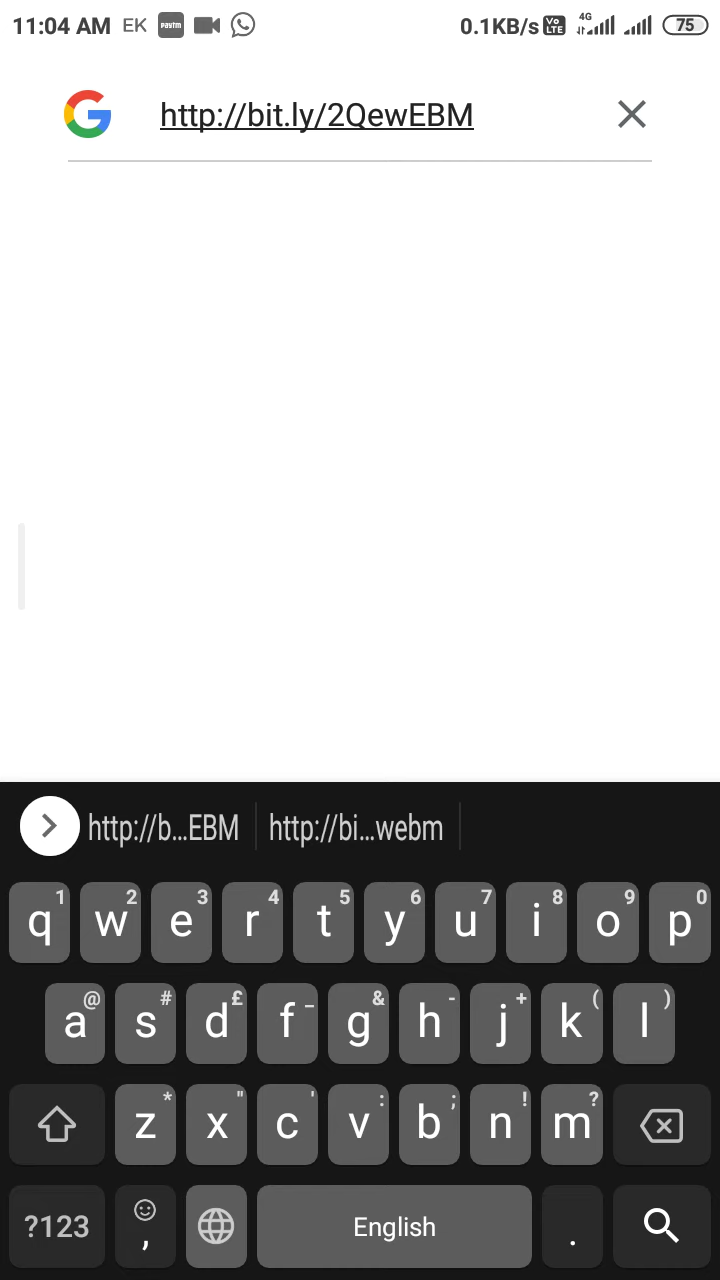 11:04 AM EK paytm 0.1KB/s Vo LTE 4G 75
http://bit.ly/2QewEBM
http://b...EBM http://bi...webm
1 2 3 4 5 6 7 8 9 0
q w e r t y u i o p
@ # £ _ & - + ( )
a s d f g h j k l
* " ' : ; ! ?
z x c v b n m
?123 , English .